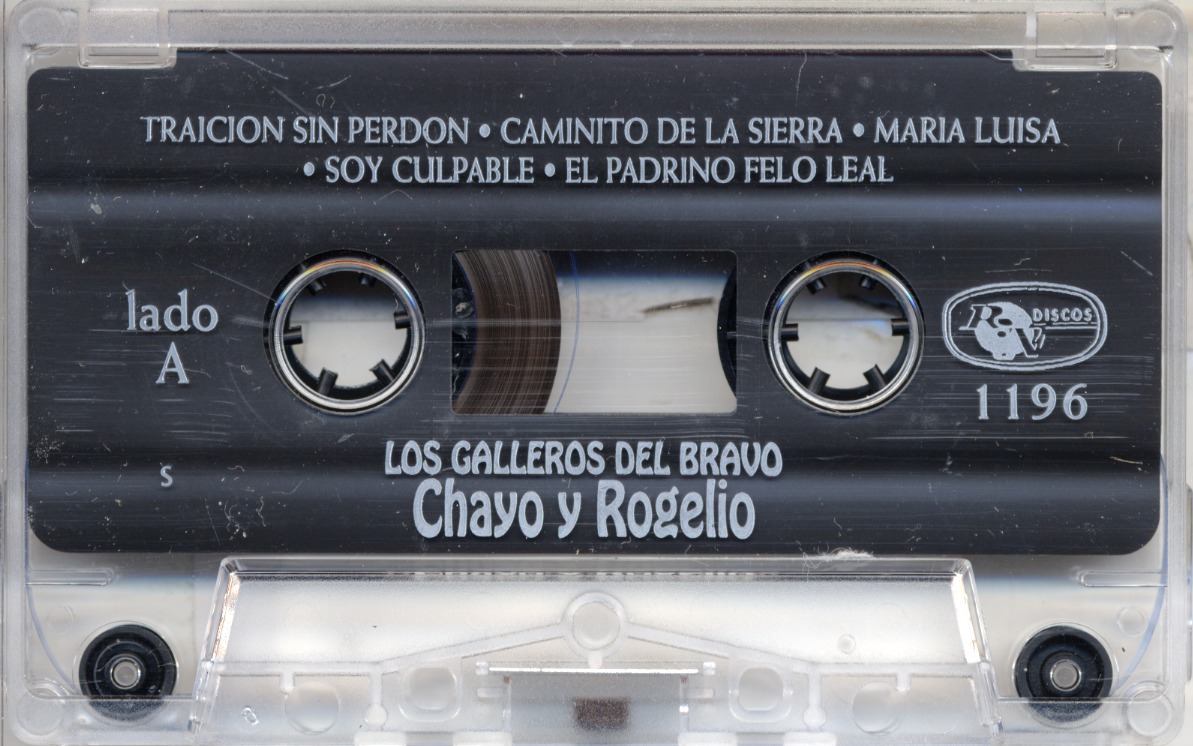 TRAICION SIN PERDON • CAMINITO DE LA SIERRA • MARIA LUISA
• SOY CULPABLE • EL PADRINO FELO LEAL
lado
A
DISCOS
1196
s
LOS GALLEROS DEL BRAVO
Chayo y Rogelio